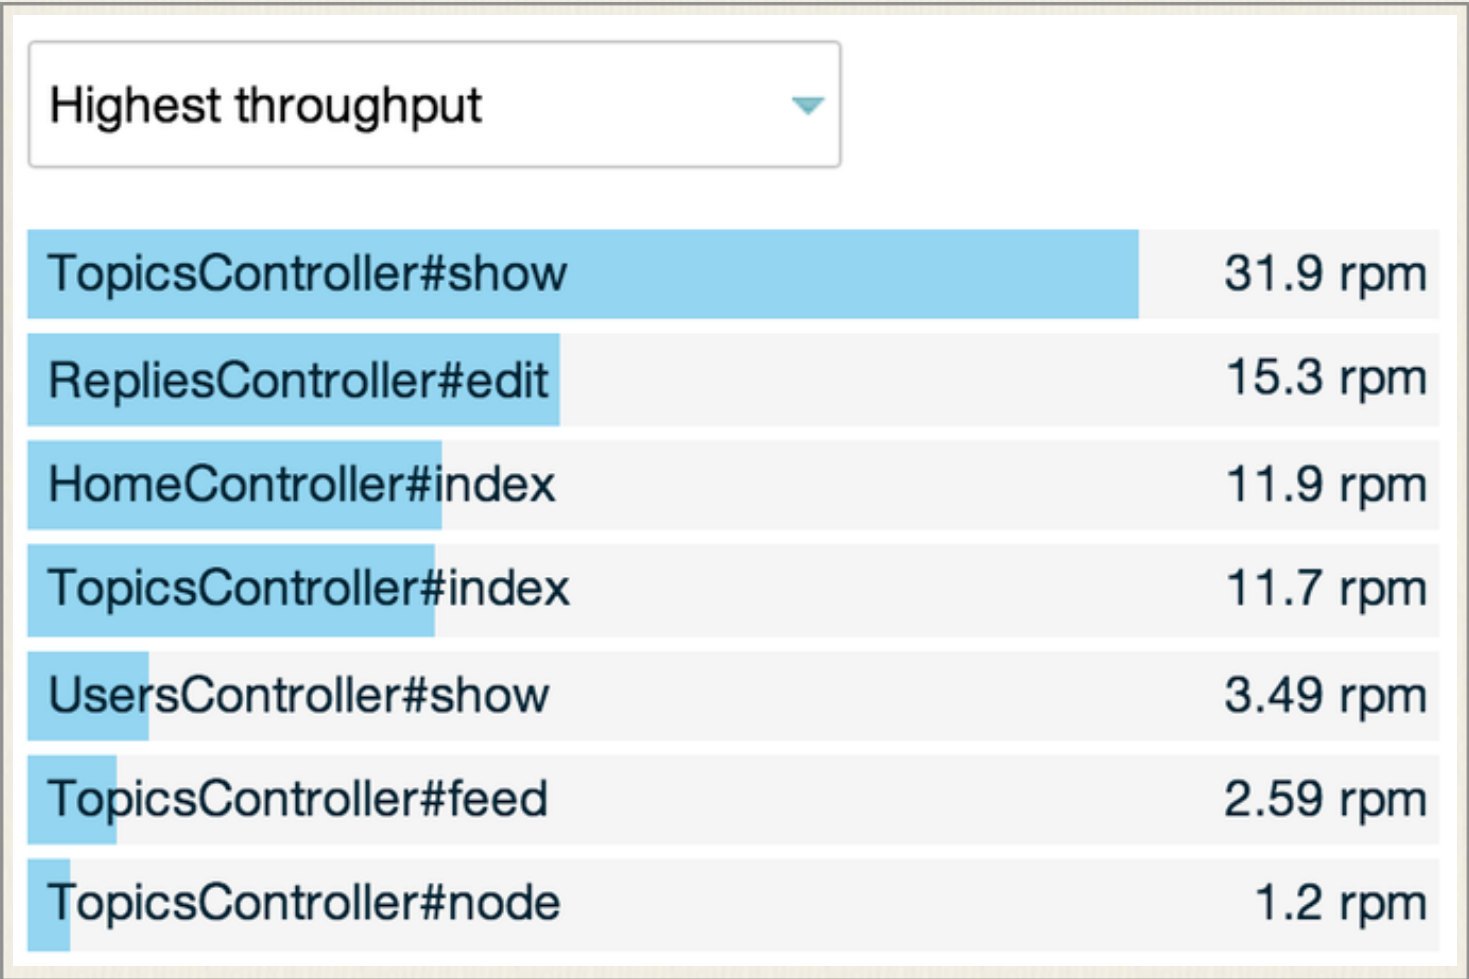 Highest throughput
TopicsController#show 31.9 rpm
RepliesController#edit 15.3 rpm
HomeController#index 11.9 rpm
TopicsController#index 11.7 rpm
UsersController#show 3.49 rpm
TopicsController#feed 2.59 rpm
TopicsController#node 1.2 rpm